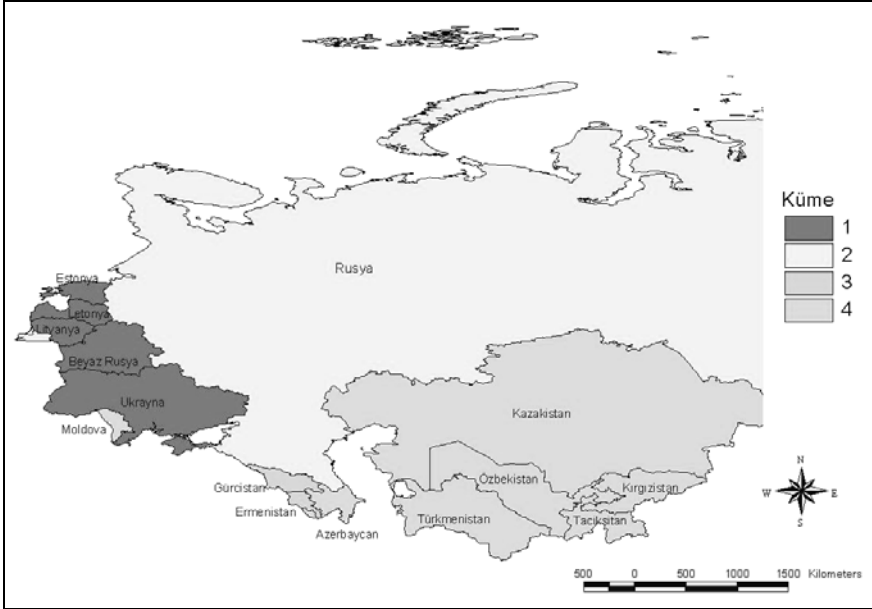 Küme
1
2
3
4
Rusya
Estonya
Letonya
Litvanya
Beyaz Rusya
Ukrayna
Moldova
Kazakistan
Gürcistan
Ermenistan
Azerbaycan
Özbekistan
Türkmenistan
Kırgızistan
Taciksitan
N
W E
S
500 0 500 1000 1500 Kilometers